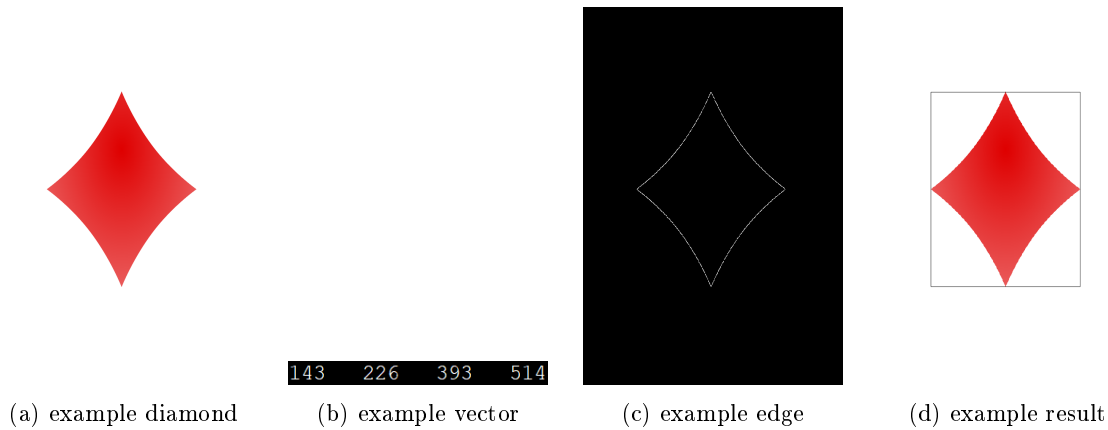 143 226 393 514
(a) example diamond
(b) example vector
(c) example edge
(d) example result